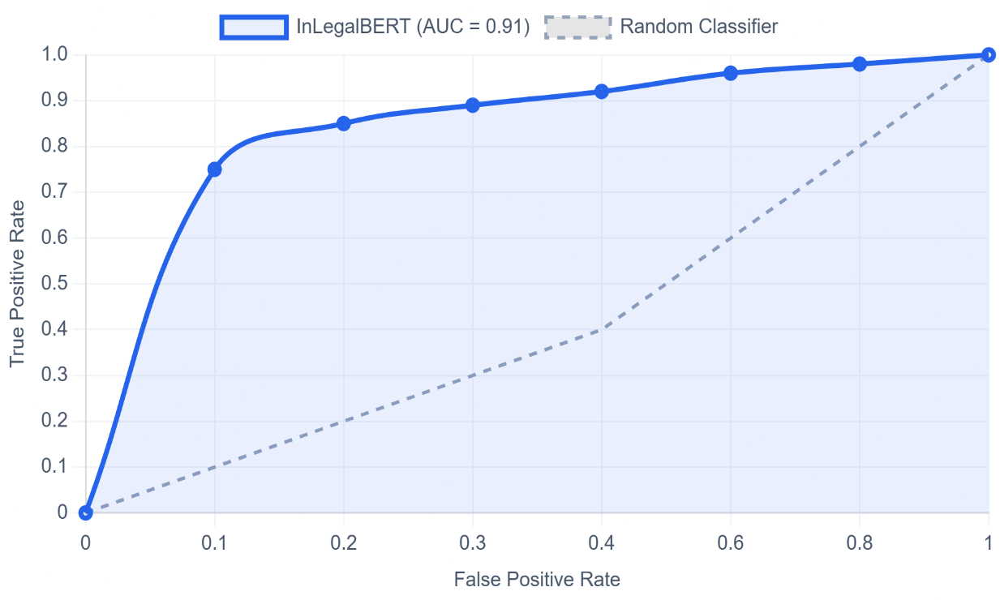 InLegalBERT (AUC = 0.91) Random Classifier
1.0
0.9
0.8
0.7
0.6
0.5
0.4
0.3
0.2
0.1
0
True Positive Rate
0 0.1 0.2 0.3 0.4 0.6 0.8 1
False Positive Rate